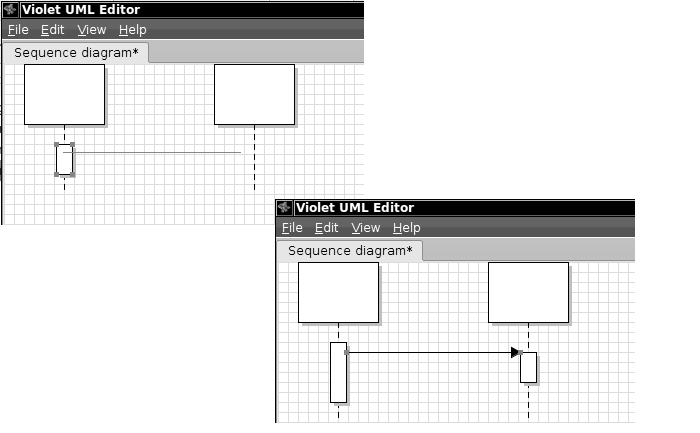 Violet UML Editor
File Edit View Help
Sequence diagram*
Violet UML Editor
File Edit View Help
Sequence diagram*